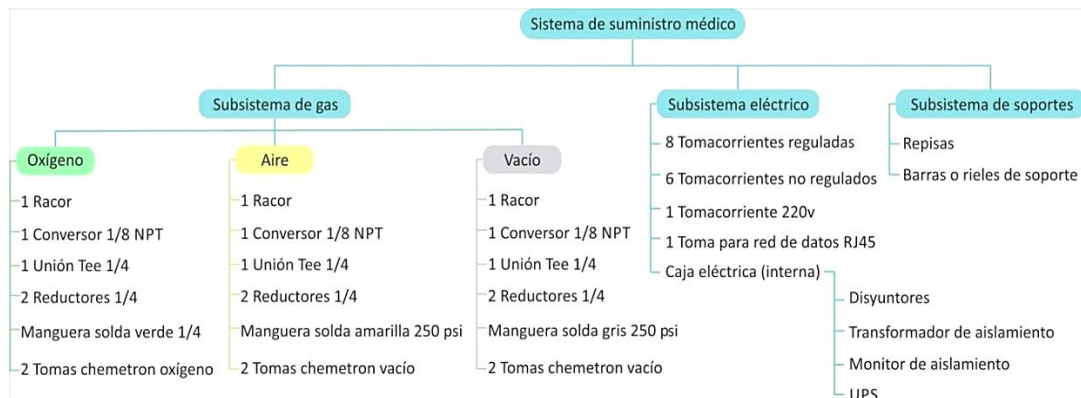 Sistema de suministro médico
Subsistema de gas
Subsistema eléctrico
Subsistema de soportes
Oxígeno
1 Racor
1 Conversor 1/8 NPT
1 Unión Tee 1/4
2 Reductores 1/4
Manguera solda verde 1/4
2 Tomas chemetron oxígeno
Aire
1 Racor
1 Conversor 1/8 NPT
1 Unión Tee 1/4
2 Reductores 1/4
Manguera solda amarilla 250 psi
2 Tomas chemetron vacío
Vacío
1 Racor
1 Conversor 1/8 NPT
1 Unión Tee 1/4
2 Reductores 1/4
Manguera solda gris 250 psi
2 Tomas chemetron vacío
8 Tomacorrientes reguladas
6 Tomacorrientes no regulados
1 Tomacorriente 220v
1 Toma para red de datos RJ45
Caja eléctrica (interna)
Disyuntores
Transformador de aislamiento
Monitor de aislamiento
UPS
Repisas
Barras o rieles de soporte